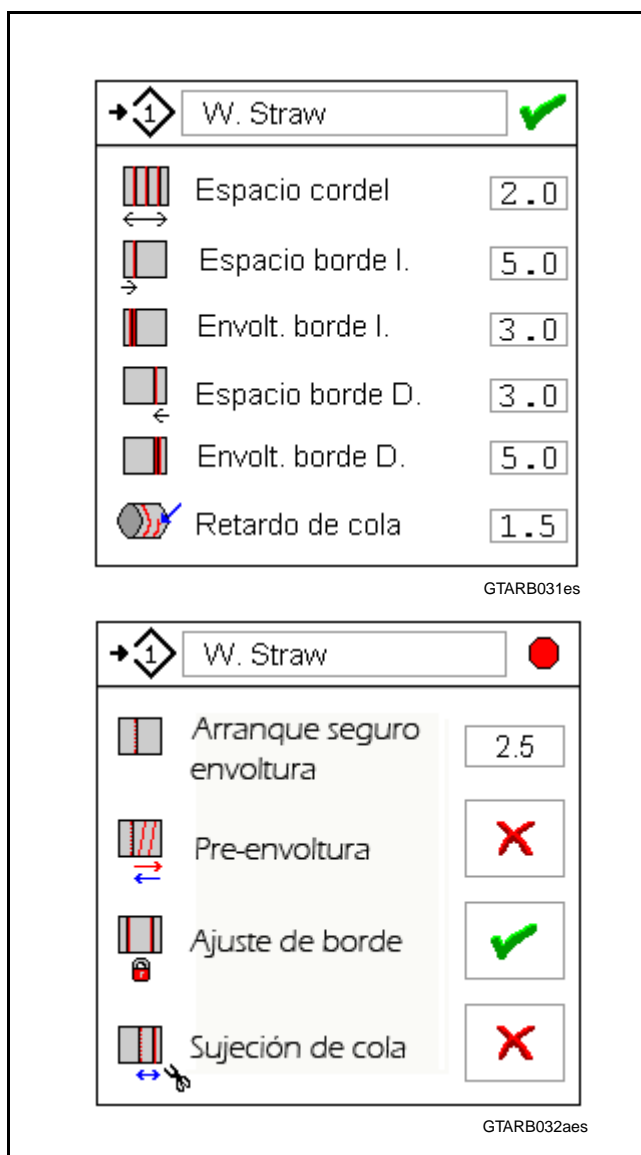 1 W. Straw
Espacio cordel 2.0
Espacio borde I. 5.0
Envolt. borde I. 3.0
Espacio borde D. 3.0
Envolt. borde D. 5.0
Retardo de cola 1.5
GTARB031es
1 W. Straw
Arranque seguro
envoltura 2.5
Pre-envoltura
Ajuste de borde
Sujeción de cola
GTARB032aes